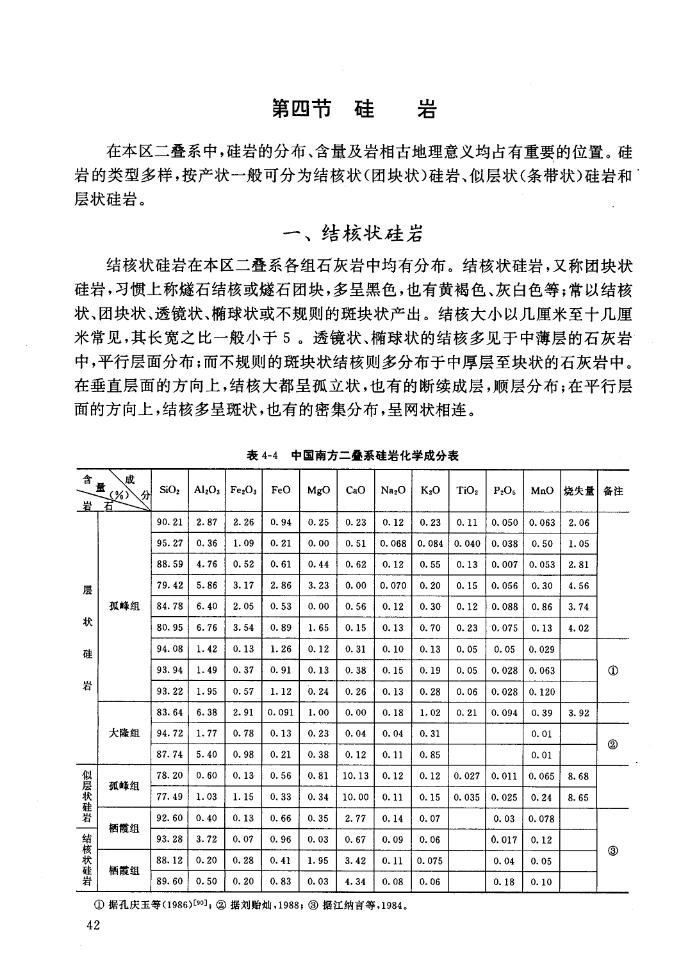 第四节　硅　　岩
在本区二叠系中,硅岩的分布、含量及岩相古地理意义均占有重要的位置。硅
岩的类型多样,按产状一般可分为结核状(团块状)硅岩、似层状(条带状)硅岩和
层状硅岩。
一、结核状硅岩
结核状硅岩在本区二叠系各组石灰岩中均有分布。结核状硅岩,又称团块状
硅岩,习惯上称燧石结核或燧石团块,多呈黑色,也有黄褐色、灰白色等;常以结核
状、团块状、透镜状、椭球状或不规则的斑块状产出。结核大小以几厘米至十几厘
米常见,其长宽之比一般小于 5 。透镜状、椭球状的结核多见于中薄层的石灰岩
中,平行层面分布;而不规则的斑块状结核则多分布于中厚层至块状的石灰岩中。
在垂直层面的方向上,结核大都呈孤立状,也有的断续成层,顺层分布;在平行层
面的方向上,结核多呈斑状,也有的密集分布,呈网状相连。
表 4-4　中国南方二叠系硅岩化学成分表
含量(%) 成分 岩石 SiO₂ Al₂O₃ Fe₂O₃ FeO MgO CaO Na₂O K₂O TiO₂ P₂O₅ MnO 烧失量 备注
层状硅岩 孤峰组 90.21 2.87 2.26 0.94 0.25 0.23 0.12 0.23 0.11 0.050 0.063 2.06
95.27 0.36 1.09 0.21 0.00 0.51 0.068 0.084 0.040 0.038 0.50 1.05
88.59 4.76 0.52 0.61 0.44 0.62 0.12 0.55 0.13 0.007 0.053 2.81
79.42 5.86 3.17 2.86 3.23 0.00 0.070 0.20 0.15 0.056 0.30 4.56
84.78 6.40 2.05 0.53 0.00 0.56 0.12 0.30 0.12 0.088 0.86 3.74
80.95 6.76 3.54 0.89 1.65 0.15 0.13 0.70 0.23 0.075 0.13 4.02
94.08 1.42 0.13 1.26 0.12 0.31 0.10 0.13 0.05 0.05 0.029
93.94 1.49 0.37 0.91 0.13 0.38 0.15 0.19 0.05 0.028 0.063 ①
93.22 1.95 0.57 1.12 0.24 0.26 0.13 0.28 0.06 0.028 0.120
大隆组 83.64 6.38 2.91 0.091 1.00 0.00 0.18 1.02 0.21 0.094 0.39 3.92
94.72 1.77 0.78 0.13 0.23 0.04 0.04 0.31 0.01 ②
87.74 5.40 0.98 0.21 0.38 0.12 0.11 0.85 0.01
似层状硅岩 孤峰组 78.20 0.60 0.13 0.56 0.81 10.13 0.12 0.12 0.027 0.011 0.065 8.68
77.49 1.03 1.15 0.33 0.34 10.00 0.11 0.15 0.035 0.025 0.24 8.65
栖霞组 92.60 0.40 0.13 0.66 0.35 2.77 0.14 0.07 0.03 0.078 ③
结核状硅岩 93.28 3.72 0.07 0.96 0.03 0.67 0.09 0.06 0.017 0.12
栖霞组 88.12 0.20 0.28 0.41 1.95 3.42 0.11 0.075 0.04 0.05
89.60 0.50 0.20 0.83 0.03 4.34 0.08 0.06 0.18 0.10
① 据孔庆玉等(1986)[90]; ② 据刘贻灿,1988; ③ 据江纳言等,1984。
42